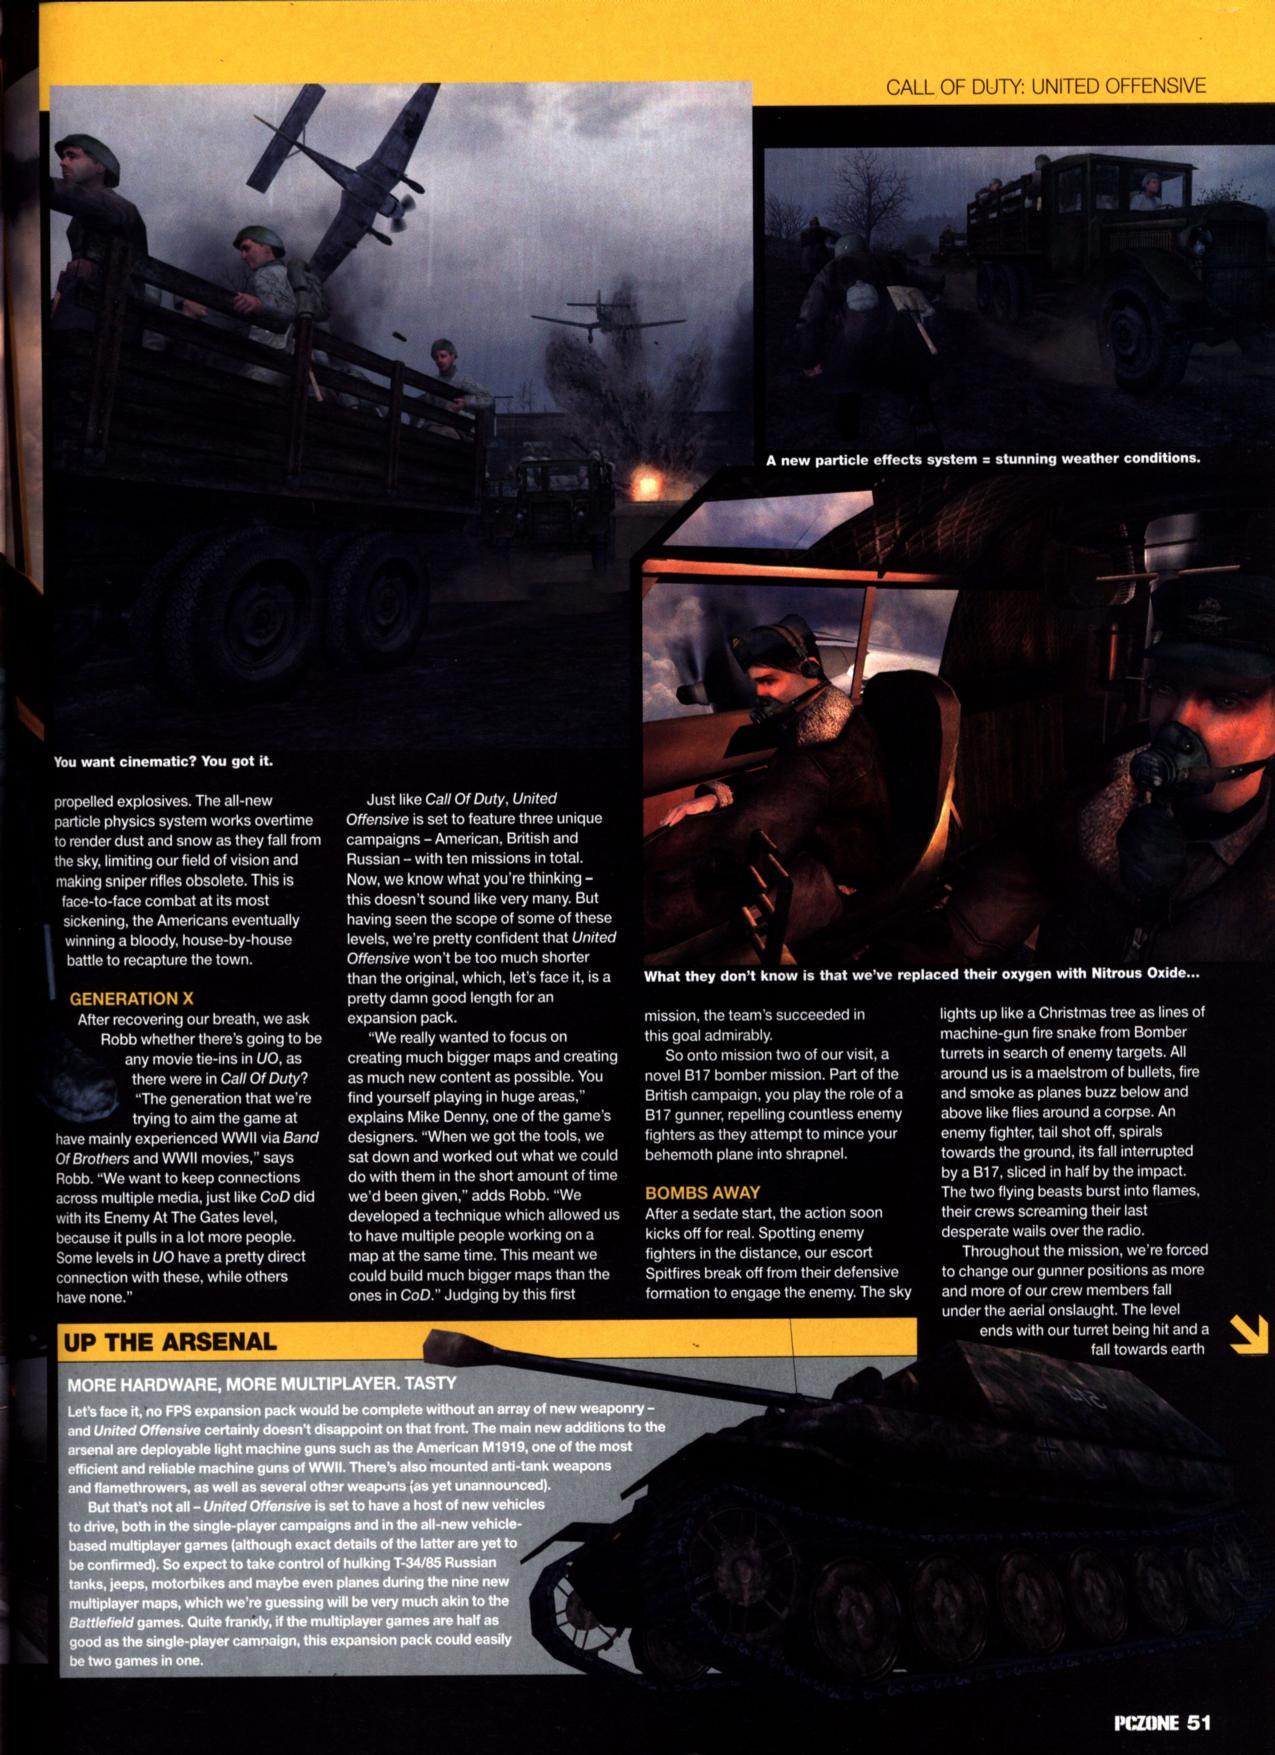 CALL OF DUTY: UNITED OFFENSIVE
A new particle effects system = stunning weather conditions.
You want cinematic? You got it.
What they don't know is that we've replaced their oxygen with Nitrous Oxide...
propelled explosives. The all-new
particle physics system works overtime
to render dust and snow as they fall from
the sky, limiting our field of vision and
making sniper rifles obsolete. This is
face-to-face combat at its most
sickening, the Americans eventually
winning a bloody, house-by-house
battle to recapture the town.
GENERATION X
After recovering our breath, we ask
Robb whether there's going to be
any movie tie-ins in UO, as
there were in Call Of Duty?
"The generation that we're
trying to aim the game at
have mainly experienced WWII via Band
Of Brothers and WWII movies," says
Robb. "We want to keep connections
across multiple media, just like CoD did
with its Enemy At The Gates level,
because it pulls in a lot more people.
Some levels in UO have a pretty direct
connection with these, while others
have none."
Just like Call Of Duty, United
Offensive is set to feature three unique
campaigns – American, British and
Russian – with ten missions in total.
Now, we know what you're thinking –
this doesn't sound like very many. But
having seen the scope of some of these
levels, we're pretty confident that United
Offensive won't be too much shorter
than the original, which, let's face it, is a
pretty damn good length for an
expansion pack.
"We really wanted to focus on
creating much bigger maps and creating
as much new content as possible. You
find yourself playing in huge areas,"
explains Mike Denny, one of the game's
designers. "When we got the tools, we
sat down and worked out what we could
do with them in the short amount of time
we'd been given," adds Robb. "We
developed a technique which allowed us
to have multiple people working on a
map at the same time. This meant we
could build much bigger maps than the
ones in CoD." Judging by this first
mission, the team's succeeded in
this goal admirably.
So onto mission two of our visit, a
novel B17 bomber mission. Part of the
British campaign, you play the role of a
B17 gunner, repelling countless enemy
fighters as they attempt to mince your
behemoth plane into shrapnel.
BOMBS AWAY
After a sedate start, the action soon
kicks off for real. Spotting enemy
fighters in the distance, our escort
Spitfires break off from their defensive
formation to engage the enemy. The sky
lights up like a Christmas tree as lines of
machine-gun fire snake from Bomber
turrets in search of enemy targets. All
around us is a maelstrom of bullets, fire
and smoke as planes buzz below and
above like flies around a corpse. An
enemy fighter, tail shot off, spirals
towards the ground, its fall interrupted
by a B17, sliced in half by the impact.
The two flying beasts burst into flames,
their crews screaming their last
desperate wails over the radio.
Throughout the mission, we're forced
to change our gunner positions as more
and more of our crew members fall
under the aerial onslaught. The level
ends with our turret being hit and a
fall towards earth
UP THE ARSENAL
MORE HARDWARE, MORE MULTIPLAYER. TASTY
Let's face it, no FPS expansion pack would be complete without an array of new weaponry –
and United Offensive certainly doesn't disappoint on that front. The main new additions to the
arsenal are deployable light machine guns such as the American M1919, one of the most
efficient and reliable machine guns of WWII. There's also mounted anti-tank weapons
and flamethrowers, as well as several other weapons (as yet unannounced).
But that's not all – United Offensive is set to have a host of new vehicles
to drive, both in the single-player campaigns and in the all-new vehicle-
based multiplayer games (although exact details of the latter are yet to
be confirmed). So expect to take control of hulking T-34/85 Russian
tanks, jeeps, motorbikes and maybe even planes during the nine new
multiplayer maps, which we're guessing will be very much akin to the
Battlefield games. Quite frankly, if the multiplayer games are half as
good as the single-player campaign, this expansion pack could easily
be two games in one.
PCZONE 51